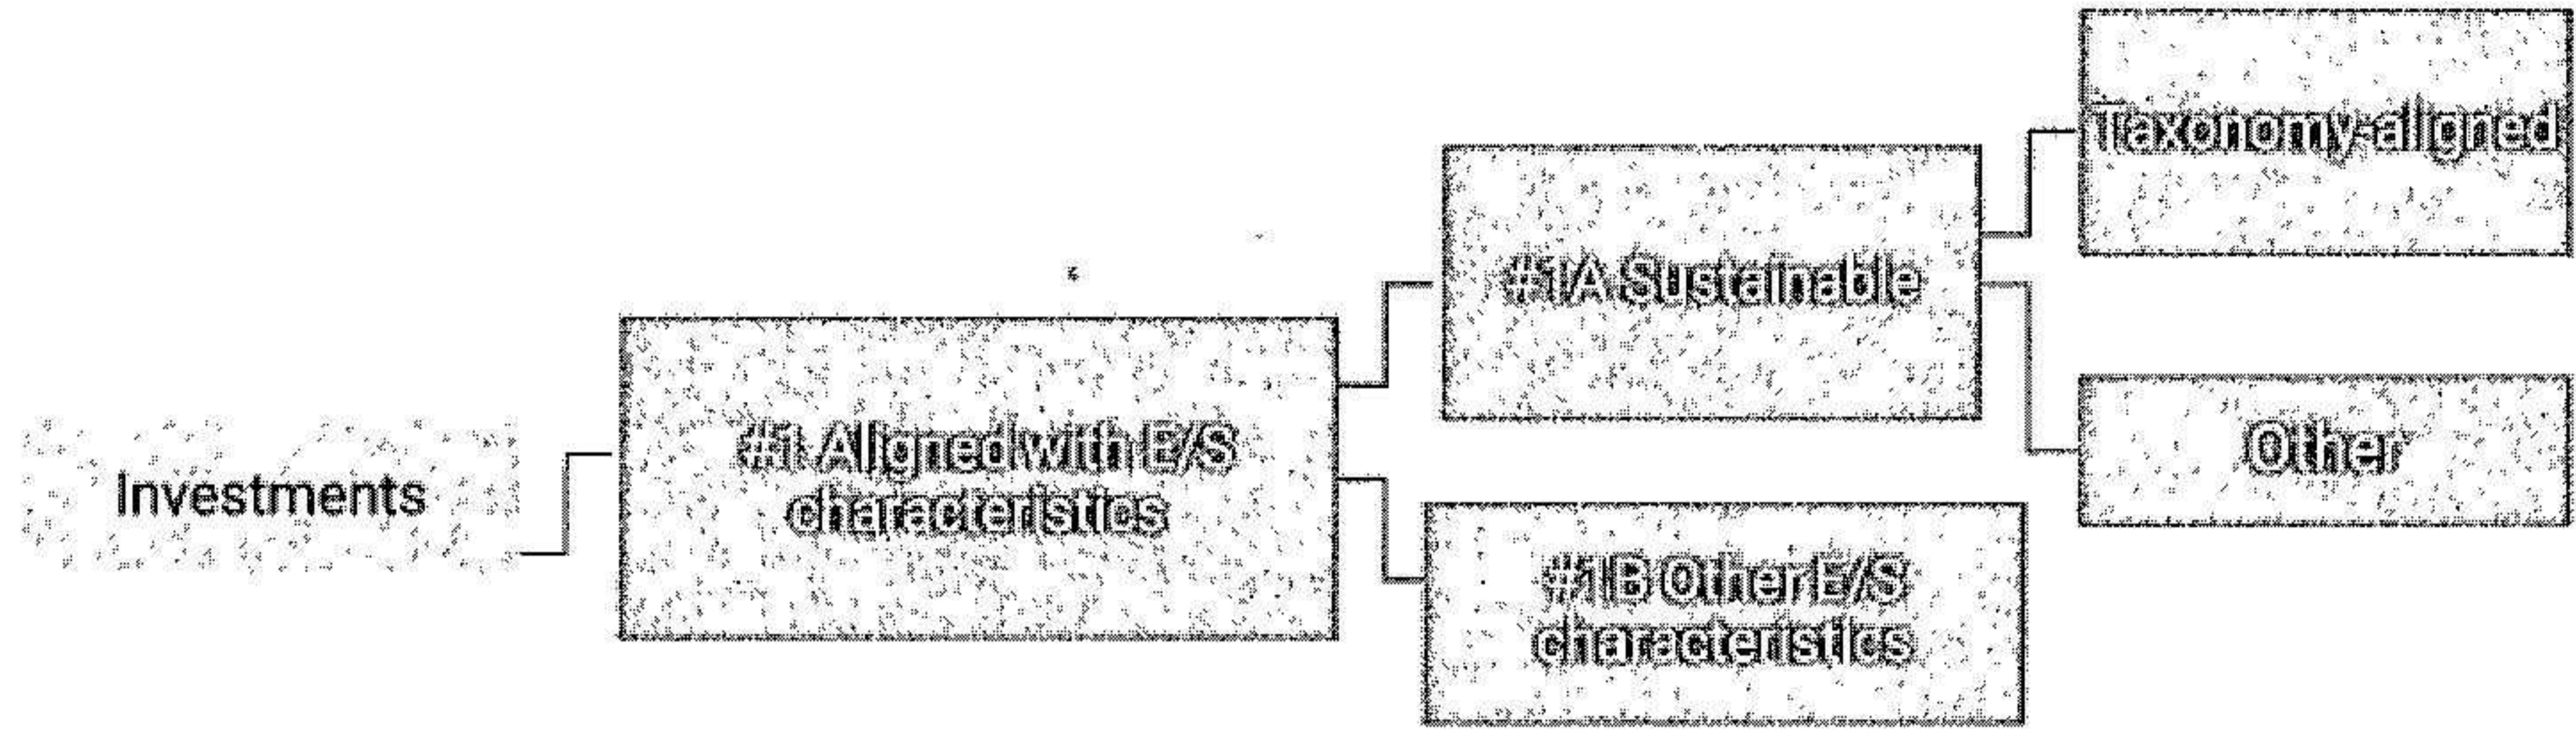 Taxonomy-aligned
#1A Sustainable
#1 Aligned with E/S
characteristics
Other
Investments
#1B Other E/S
characteristics